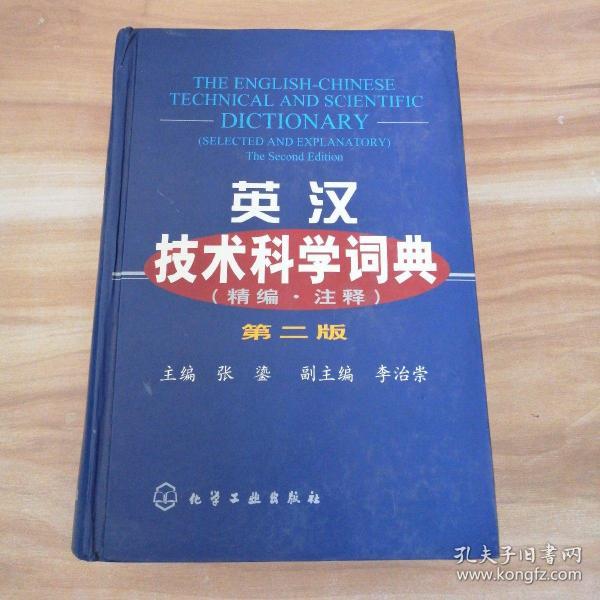 THE ENGLISH-CHINESE
TECHNICAL AND SCIENTIFIC
DICTIONARY
(SELECTED AND EXPLANATORY)
The Second Edition
英汉
技术科学词典
(精编·注释)
第二版
主编 张鎏 副主编 李治崇
化学工业出版社
孔夫子旧书网
www.kongfz.com